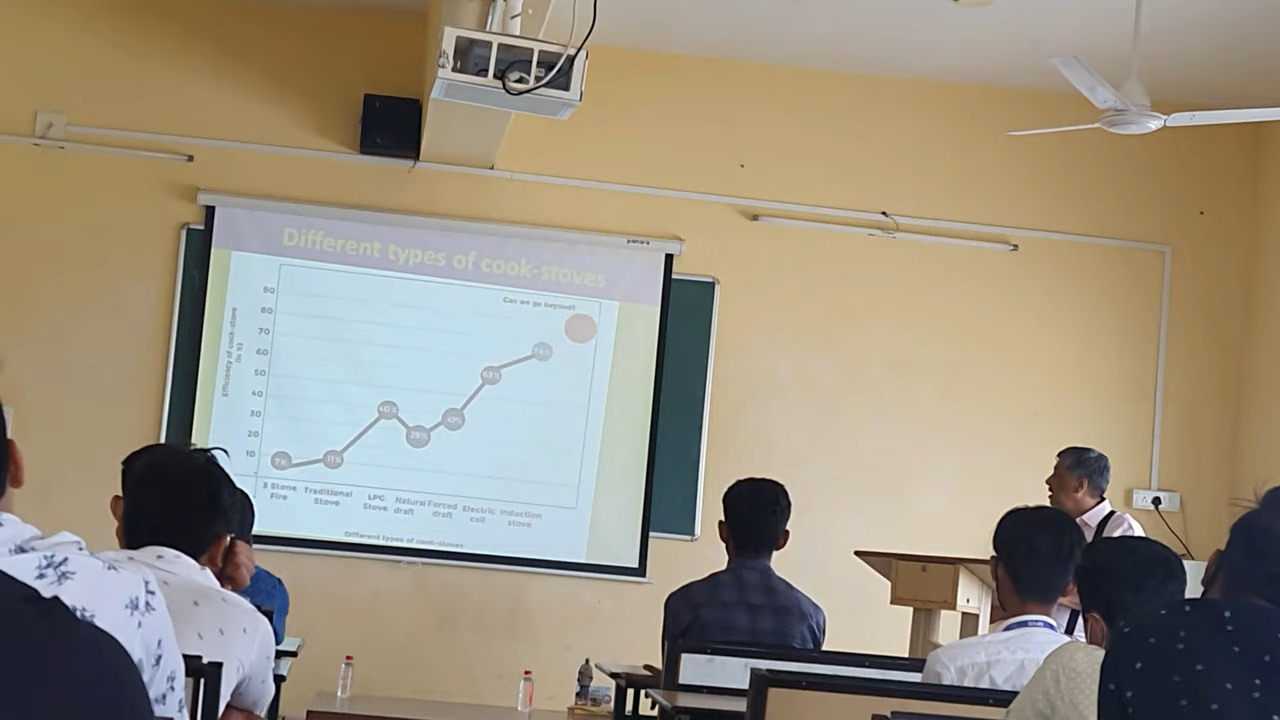 Different types of cook-stoves
Can we go beyond?
Efficiency of cook-stove
(in %)
90
80
70
60
50
40
30
20
10
7%
11%
40%
29%
42%
63%
74%
3 Stone
Fire
Traditional
Stove
LPG
Stove
Natural
draft
Forced
draft
Electric
coil
Induction
stove
Different types of cook-stoves